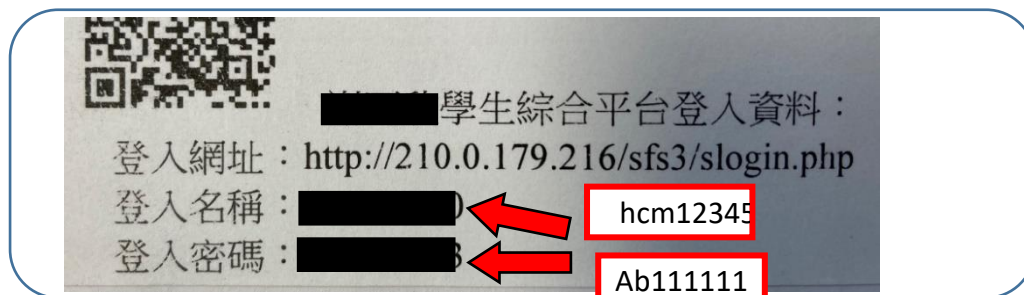 學生綜合平台登入資料：
登入網址：http://210.0.179.216/sfs3/slogin.php
登入名稱： hcm12345
登入密碼： Ab111111